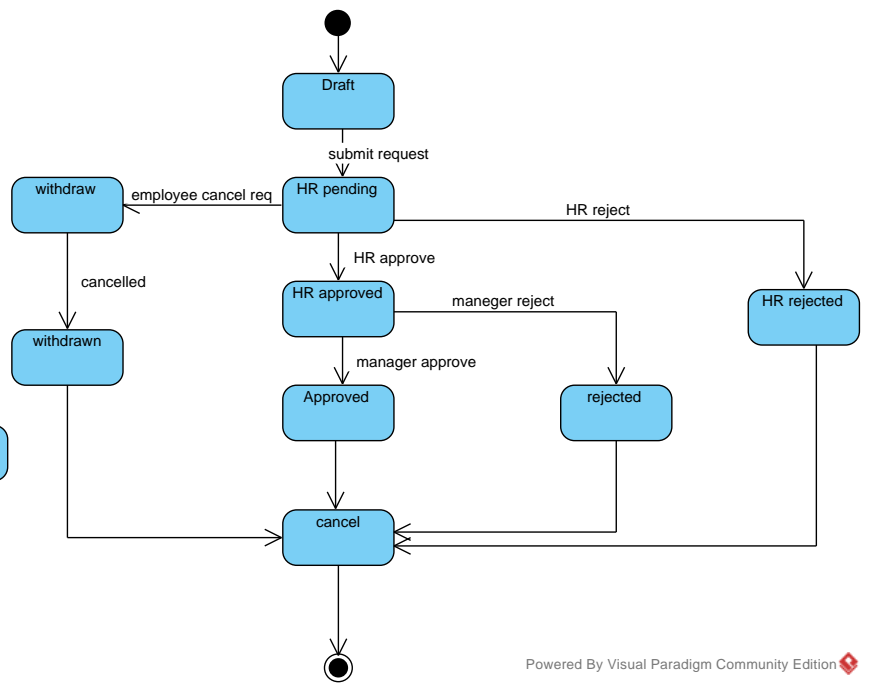 Draft
submit request
withdraw
employee cancel req
HR pending
HR reject
HR approve
cancelled
HR approved
maneger reject
HR rejected
withdrawn
manager approve
Approved
rejected
cancel
Powered By Visual Paradigm Community Edition